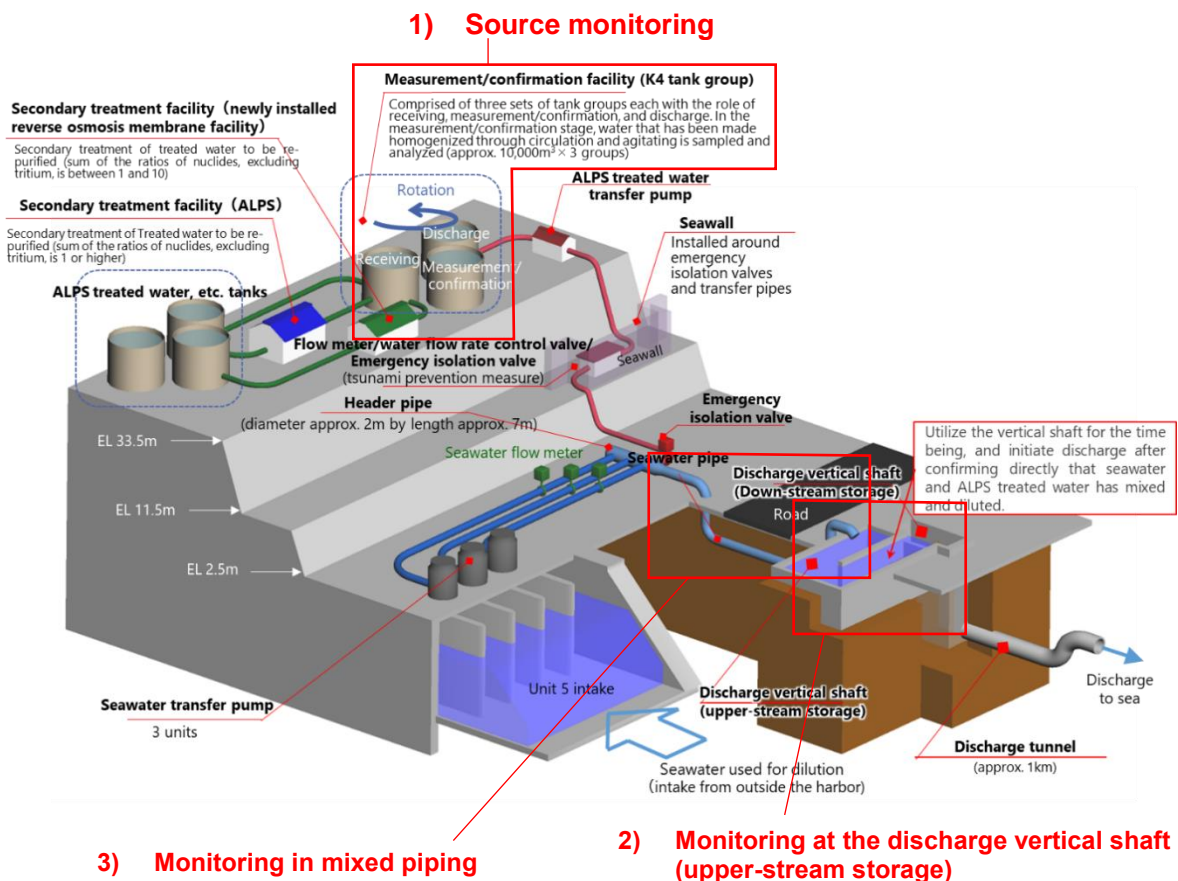 1) Source monitoring
Measurement/confirmation facility (K4 tank group)
Comprised of three sets of tank groups each with the role of
receiving, measurement/confirmation, and discharge. In the
measurement/confirmation stage, water that has been made
homogenized through circulation and agitating is sampled and
analyzed (approx. 10,000m³ × 3 groups)
Secondary treatment facility (newly installed
reverse osmosis membrane facility)
Secondary treatment of treated water to be re-
purified (sum of the ratios of nuclides, excluding
tritium, is between 1 and 10)
Secondary treatment facility (ALPS)
Secondary treatment of Treated water to be re-
purified (sum of the ratios of nuclides, excluding
tritium, is 1 or higher)
ALPS treated water, etc. tanks
Rotation
Discharge
Receiving
Measurement/
confirmation
ALPS treated water
transfer pump
Seawall
Installed around
emergency
isolation valves
and transfer pipes
Seawall
Flow meter/water flow rate control valve/
Emergency isolation valve
(tsunami prevention measure)
Header pipe
(diameter approx. 2m by length approx. 7m)
Seawater flow meter
Seawater pipe
Emergency
isolation valve
Discharge vertical shaft
(Down-stream storage)
Road
Utilize the vertical shaft for the time
being, and initiate discharge after
confirming directly that seawater
and ALPS treated water has mixed
and diluted.
EL 33.5m
EL 11.5m
EL 2.5m
Seawater transfer pump
3 units
Unit 5 intake
Discharge vertical shaft
(upper-stream storage)
Discharge
to sea
Discharge tunnel
(approx. 1km)
Seawater used for dilution
(intake from outside the harbor)
3) Monitoring in mixed piping
2) Monitoring at the discharge vertical shaft
(upper-stream storage)